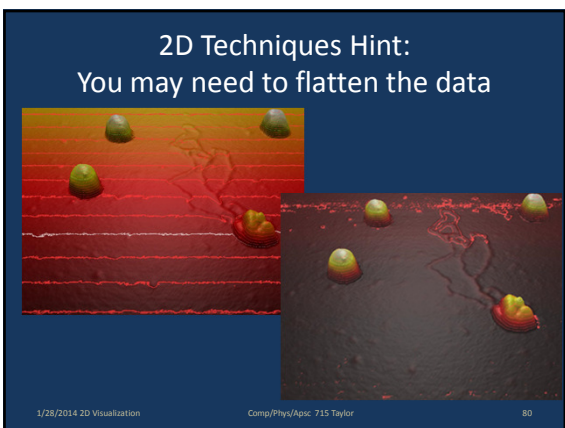 2D Techniques Hint:
You may need to flatten the data
1/28/2014 2D Visualization
Comp/Phys/Apsc 715 Taylor
80